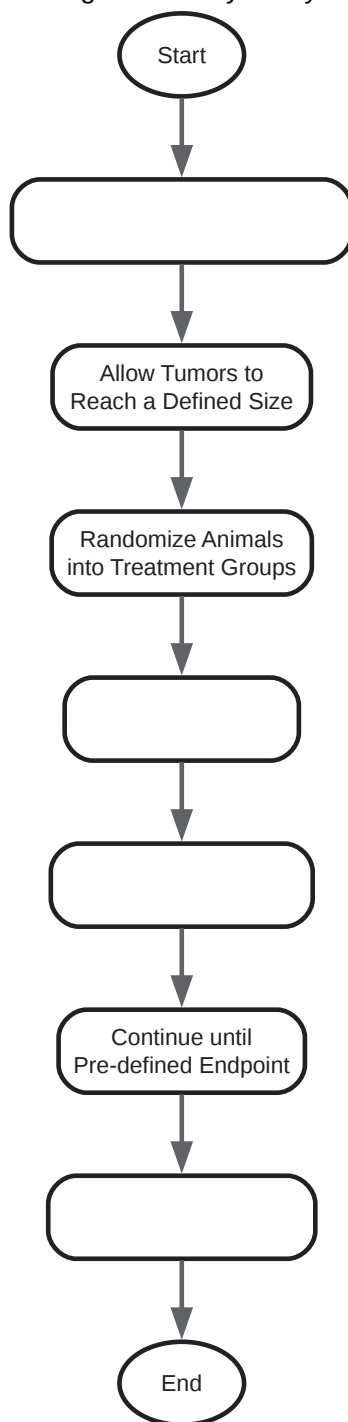 Start
Allow Tumors to
Reach a Defined Size
Randomize Animals
into Treatment Groups
Continue until
Pre-defined Endpoint
End